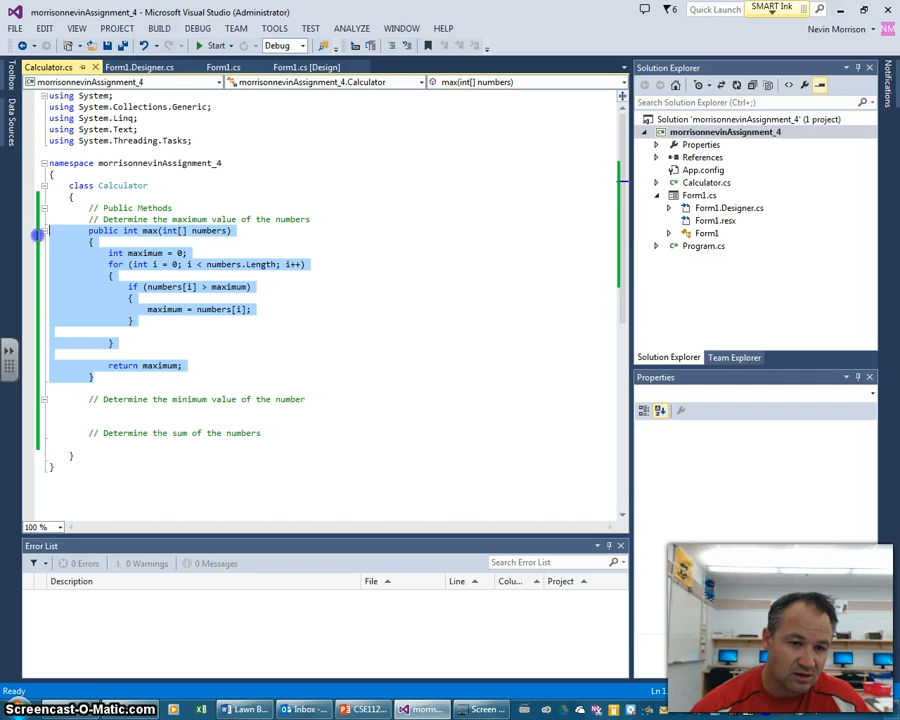 morrisonnevinAssignment_4 - Microsoft Visual Studio (Administrator)
6
Quick Launch
SMART Ink
FILE EDIT VIEW PROJECT BUILD DEBUG TEAM TOOLS TEST ANALYZE WINDOW HELP
Nevin Morrison
NM
Start Debug
Toolbox
Data Sources
Notifications
Calculator.cs Form1.Designer.cs Form1.cs Form1.cs [Design]
morrisonnevinAssignment_4 morrisonnevinAssignment_4.Calculator max(int[] numbers)
using System;
using System.Collections.Generic;
using System.Linq;
using System.Text;
using System.Threading.Tasks;
namespace morrisonnevinAssignment_4
{
class Calculator
{
// Public Methods
// Determine the maximum value of the numbers
public int max(int[] numbers)
{
int maximum = 0;
for (int i = 0; i < numbers.Length; i++)
{
if (numbers[i] > maximum)
{
maximum = numbers[i];
}
}
return maximum;
}
// Determine the minimum value of the number
// Determine the sum of the numbers
}
}
100 %
Solution Explorer
Search Solution Explorer (Ctrl+;)
Solution 'morrisonnevinAssignment_4' (1 project)
morrisonnevinAssignment_4
Properties
References
App.config
Calculator.cs
Form1.cs
Form1.Designer.cs
Form1.resx
Form1
Program.cs
Solution Explorer Team Explorer
Properties
Error List
0 Errors 0 Warnings 0 Messages
Search Error List
Description File Line Colu... Project
Ready
Ln 1
Screencast-O-Matic.com
Lawn B...
Inbox - ...
CSE112...
morris...
Screen ...